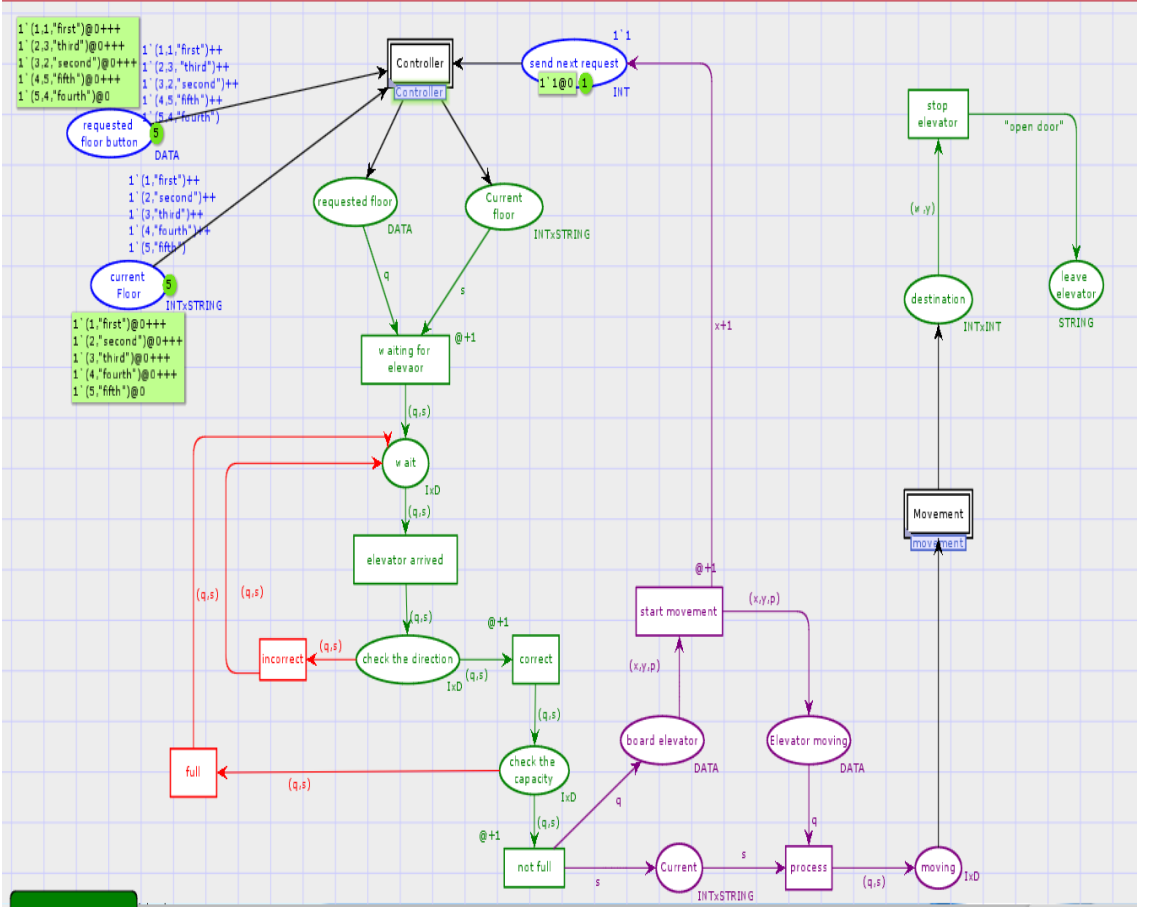 1`(1,1,"first")@0+++
1`(2,3,"third")@0+++
1`(3,2,"second")@0+++
1`(4,5,"fifth")@0+++
1`(5,4,"fourth")@0
1`(1,1,"first")++
1`(2,3, "third")++
1`(3,2,"second")++
1`(4,5,"fifth")++
1`(5,4,"fourth")
requested
floor button
5
DATA
Controller
Controller
1`1
send next request
1`1@0
1
INT
stop
elevator
"open door"
1`(1,"first")++
1`(2,"second")++
1`(3,"third")++
1`(4,"fourth")++
1`(5,"fifth")
requested floor
DATA
Current
floor
INTxSTRING
(w,y)
current
Floor
5
INTxSTRING
q
s
destination
INTxINT
leave
elevator
STRING
1`(1,"first")@0+++
1`(2,"second")@0+++
1`(3,"third")@0+++
1`(4,"fourth")@0+++
1`(5,"fifth")@0
waiting for
elevaor
@+1
x+1
(q,s)
wait
IxD
(q,s)
Movement
movement
elevator arrived
@+1
(q,s)
(q,s)
(q,s)
@+1
start movement
(x,y,p)
incorrect
(q,s)
check the direction
IxD
(q,s)
correct
(x,y,p)
(q,s)
board elevator
DATA
Elevator moving
DATA
full
(q,s)
check the
capacity
IxD
q
q
@+1
(q,s)
not full
s
Current
INTxSTRING
s
process
(q,s)
moving
IxD